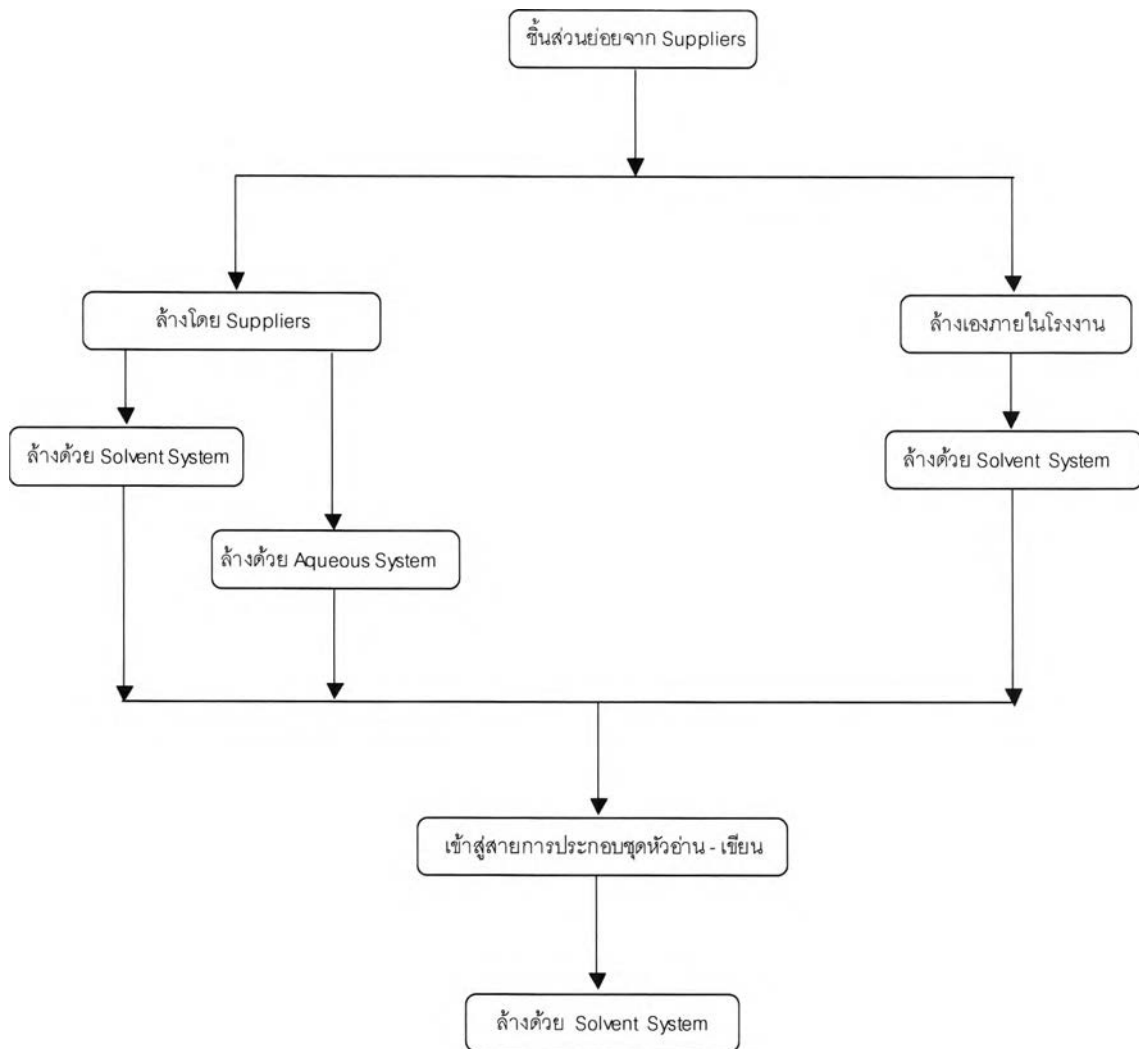 ชิ้นส่วนย่อยจาก Suppliers
ล้างโดย Suppliers
ล้างเองภายในโรงงาน
ล้างด้วย Solvent System
ล้างด้วย Solvent System
ล้างด้วย Aqueous System
เข้าสู่สายการประกอบชุดหัวอ่าน - เขียน
ล้างด้วย Solvent System